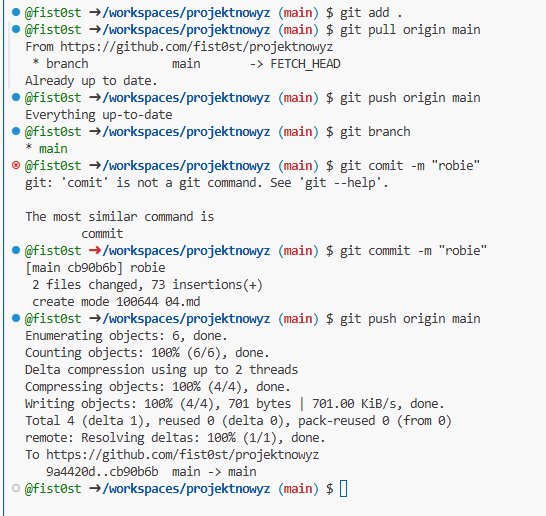 @fist0st ➜/workspaces/projektnowyz (main) $ git add .
@fist0st ➜/workspaces/projektnowyz (main) $ git pull origin main
From https://github.com/fist0st/projektnowyz
 * branch            main       -> FETCH_HEAD
Already up to date.
@fist0st ➜/workspaces/projektnowyz (main) $ git push origin main
Everything up-to-date
@fist0st ➜/workspaces/projektnowyz (main) $ git branch
* main
@fist0st ➜/workspaces/projektnowyz (main) $ git comit -m "robie"
git: 'comit' is not a git command. See 'git --help'.

The most similar command is
        commit
@fist0st ➜/workspaces/projektnowyz (main) $ git commit -m "robie"
[main cb90b6b] robie
 2 files changed, 73 insertions(+)
 create mode 100644 04.md
@fist0st ➜/workspaces/projektnowyz (main) $ git push origin main
Enumerating objects: 6, done.
Counting objects: 100% (6/6), done.
Delta compression using up to 2 threads
Compressing objects: 100% (4/4), done.
Writing objects: 100% (4/4), 701 bytes | 701.00 KiB/s, done.
Total 4 (delta 1), reused 0 (delta 0), pack-reused 0 (from 0)
remote: Resolving deltas: 100% (1/1), done.
To https://github.com/fist0st/projektnowyz
   9a4420d..cb90b6b  main -> main
@fist0st ➜/workspaces/projektnowyz (main) $